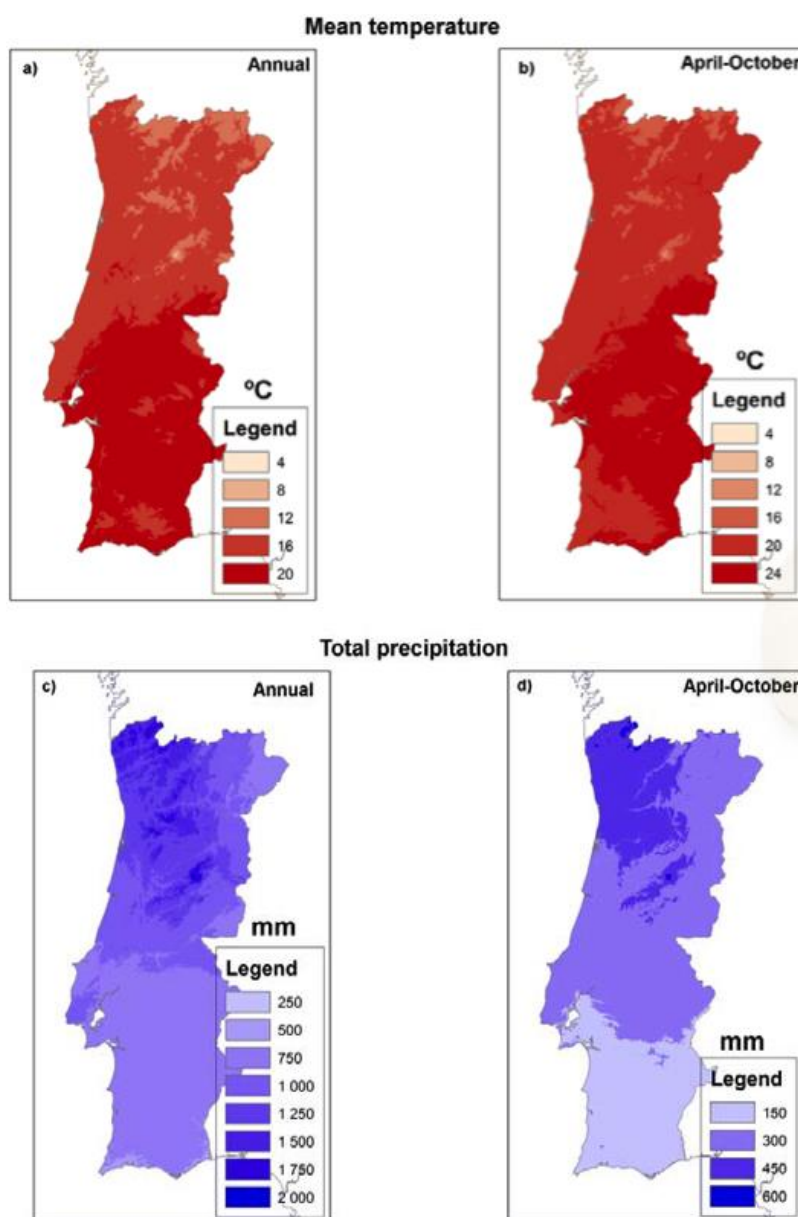 Mean temperature
a)
Annual
ºC
Legend
4
8
12
16
20
b)
April-October
ºC
Legend
4
8
12
16
20
24
Total precipitation
c)
Annual
mm
Legend
250
500
750
1 000
1 250
1 500
1 750
2 000
d)
April-October
mm
Legend
150
300
450
600